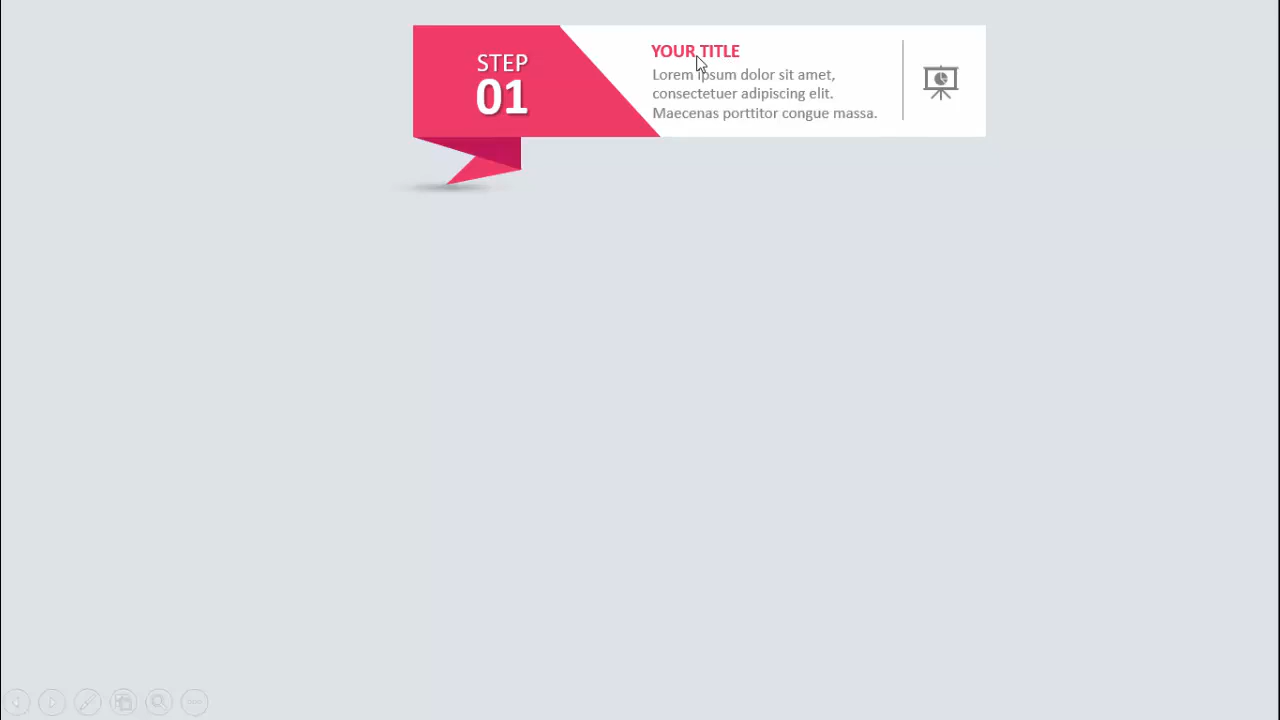 STEP
01
YOUR TITLE
Lorem ipsum dolor sit amet,
consectetuer adipiscing elit.
Maecenas porttitor congue massa.